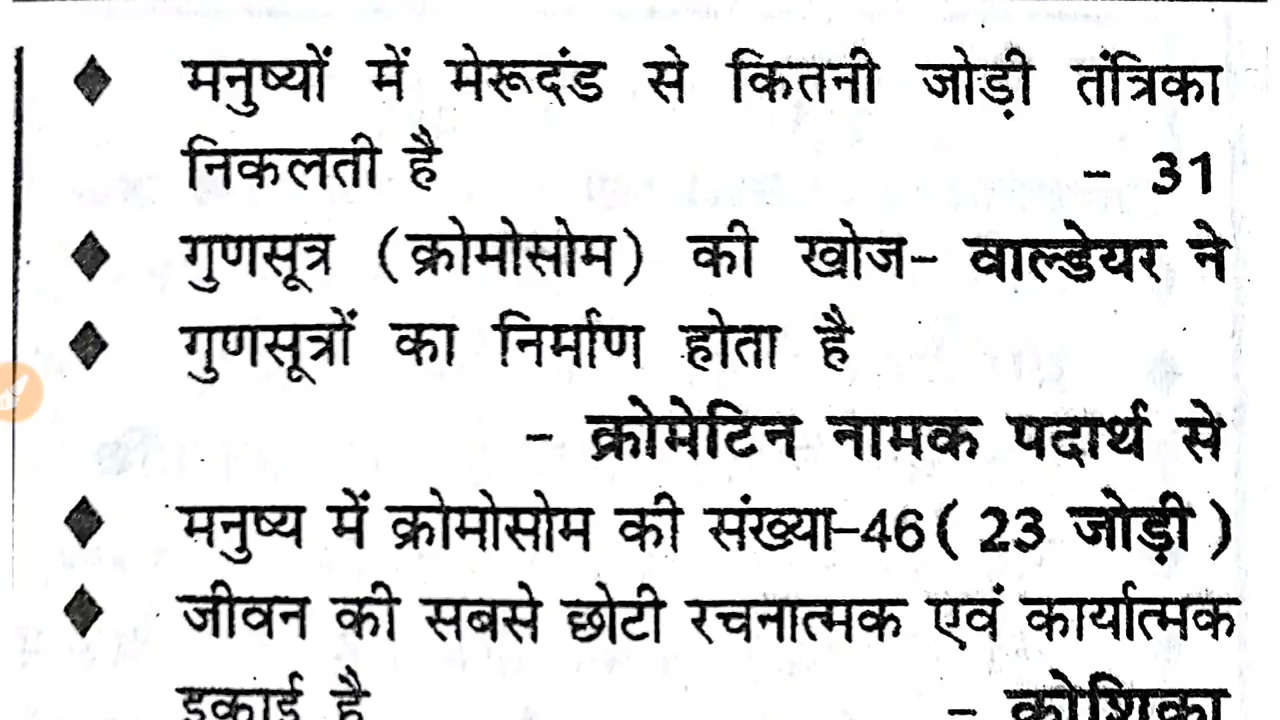 ♦ मनुष्यों में मेरूदंड से कितनी जोड़ी तंत्रिका
निकलती है - 31
♦ गुणसूत्र (क्रोमोसोम) की खोज- वाल्डेयर ने
♦ गुणसूत्रों का निर्माण होता है
- क्रोमेटिन नामक पदार्थ से
♦ मनुष्य में क्रोमोसोम की संख्या-46 ( 23 जोड़ी )
♦ जीवन की सबसे छोटी रचनात्मक एवं कार्यात्मक
इकाई है - कोशिका